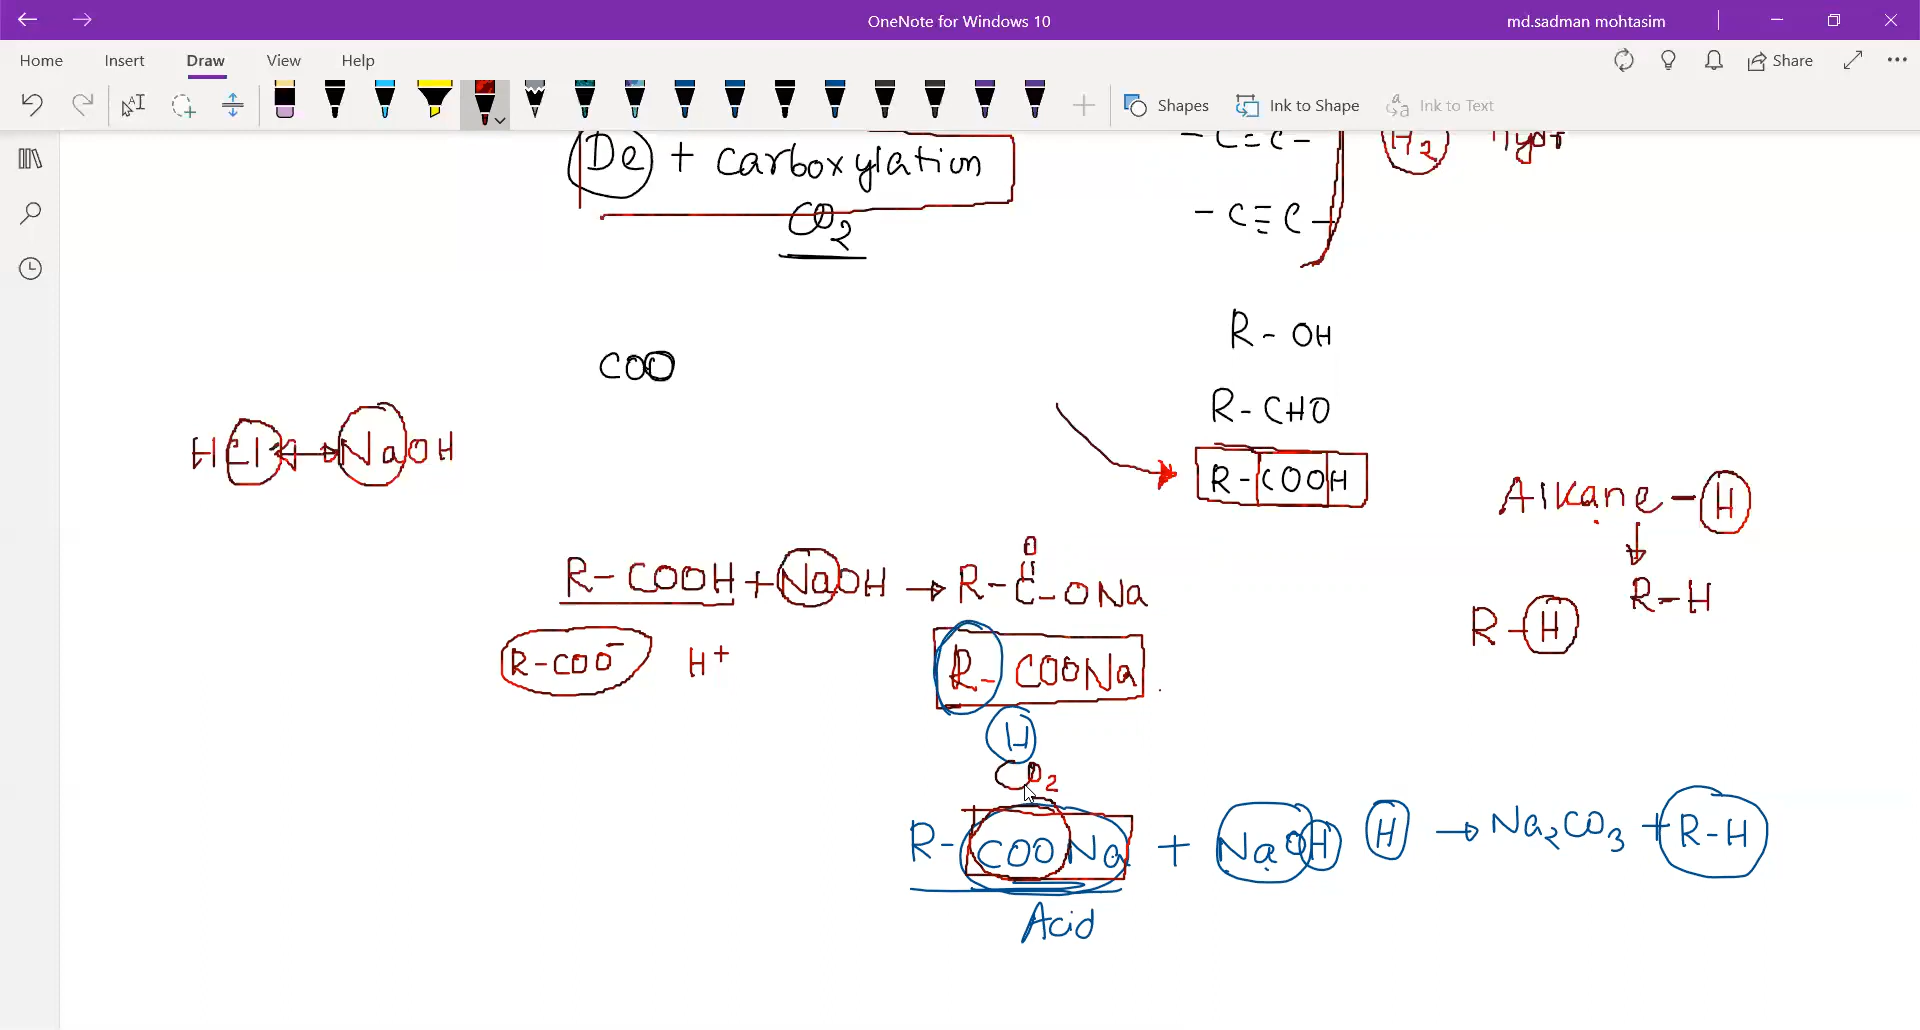 OneNote for Windows 10
md.sadman mohtasim
Home Insert Draw View Help
Share
Shapes Ink to Shape Ink to Text
De + carboxylation
CO2
- C=C-
H2
- C≡C-
R - OH
COO
R - CHO
HCl NaOH
R - COOH
Alkane - H
R - COOH + NaOH → R - C - ONa
O
R - H
R - H
R - COO- H+
R - COONa
H
CO2
R - COONa + NaOH H → Na2CO3 + R-H
Acid